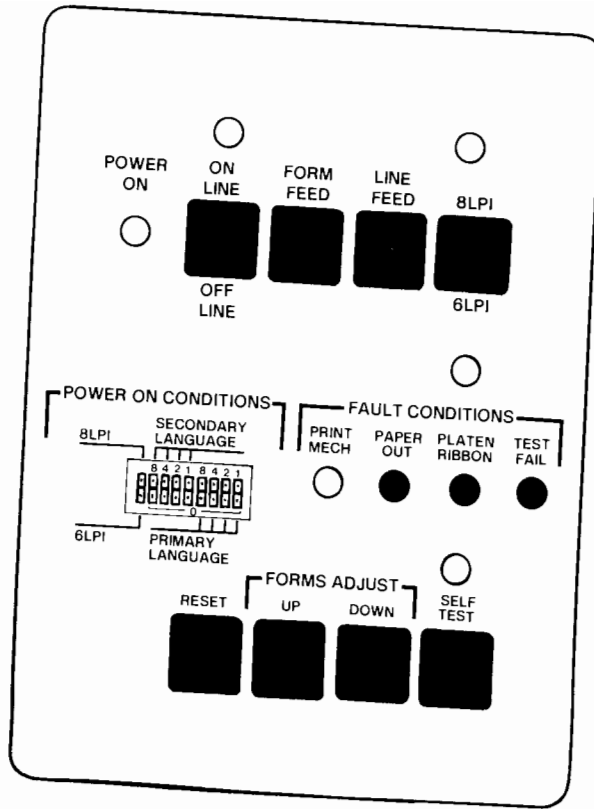 POWER
ON
ON
LINE
FORM
FEED
LINE
FEED
8LPI
OFF
LINE
6LPI
POWER ON CONDITIONS
8LPI
SECONDARY
LANGUAGE
8 4 2 1 8 4 2 1
0
6LPI
PRIMARY
LANGUAGE
FAULT CONDITIONS
PRINT
MECH
PAPER
OUT
PLATEN
RIBBON
TEST
FAIL
RESET
FORMS ADJUST
UP
DOWN
SELF
TEST